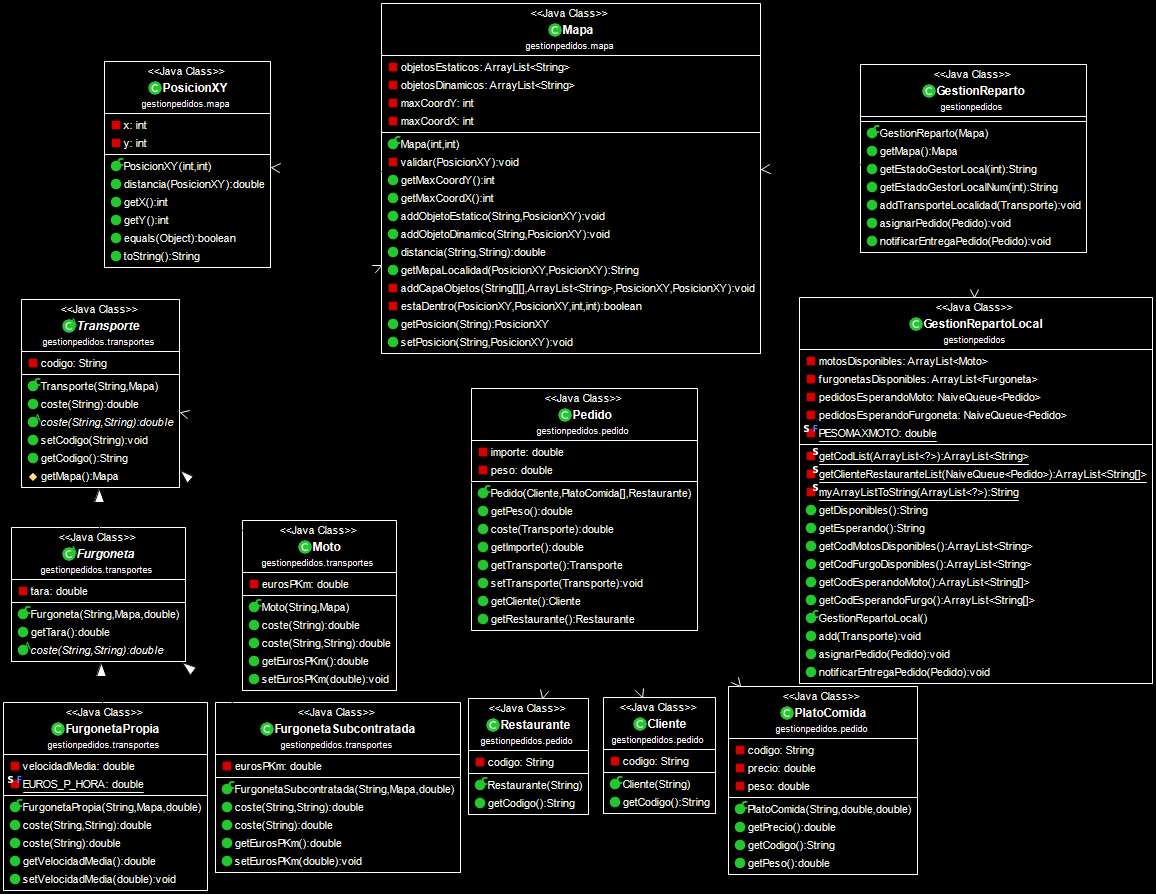 <<Java Class>>
PosicionXY
gestionpedidos.mapa
x: int
y: int
PosicionXY(int,int)
distancia(PosicionXY):double
getX():int
getY():int
equals(Object):boolean
toString():String
<<Java Class>>
Mapa
gestionpedidos.mapa
objetosEstaticos: ArrayList<String>
objetosDinamicos: ArrayList<String>
maxCoordY: int
maxCoordX: int
Mapa(int,int)
validar(PosicionXY):void
getMaxCoordY():int
getMaxCoordX():int
addObjetoEstatico(String,PosicionXY):void
addObjetoDinamico(String,PosicionXY):void
distancia(String,String):double
getMapaLocalidad(PosicionXY,PosicionXY):String
addCapaObjetos(String[][],ArrayList<String>,PosicionXY,PosicionXY):void
estaDentro(PosicionXY,PosicionXY,int,int):boolean
getPosicion(String):PosicionXY
setPosicion(String,PosicionXY):void
<<Java Class>>
GestionReparto
gestionpedidos
GestionReparto(Mapa)
getMapa():Mapa
getEstadoGestorLocal(int):String
getEstadoGestorLocalNum(int):String
addTransporteLocalidad(Transporte):void
asignarPedido(Pedido):void
notificarEntregaPedido(Pedido):void
<<Java Class>>
Transporte
gestionpedidos.transportes
codigo: String
Transporte(String,Mapa)
coste(String):double
coste(String,String):double
setCodigo(String):void
getCodigo():String
getMapa():Mapa
<<Java Class>>
GestionRepartoLocal
gestionpedidos
motosDisponibles: ArrayList<Moto>
furgonetasDisponibles: ArrayList<Furgoneta>
pedidosEsperandoMoto: NaiveQueue<Pedido>
pedidosEsperandoFurgoneta: NaiveQueue<Pedido>
S F PESOMAXMOTO: double
S getCodList(ArrayList<?>):ArrayList<String>
S getClienteRestauranteList(NaiveQueue<Pedido>):ArrayList<String[]>
S myArrayListToString(ArrayList<?>):String
getDisponibles():String
getEsperando():String
getCodMotosDisponibles():ArrayList<String>
getCodFurgoDisponibles():ArrayList<String>
getCodEsperandoMoto():ArrayList<String[]>
getCodEsperandoFurgo():ArrayList<String[]>
GestionRepartoLocal()
add(Transporte):void
asignarPedido(Pedido):void
notificarEntregaPedido(Pedido):void
<<Java Class>>
Pedido
gestionpedidos.pedido
importe: double
peso: double
Pedido(Cliente,PlatoComida[],Restaurante)
getPeso():double
coste(Transporte):double
getImporte():double
getTransporte():Transporte
setTransporte(Transporte):void
getCliente():Cliente
getRestaurante():Restaurante
<<Java Class>>
Furgoneta
gestionpedidos.transportes
tara: double
Furgoneta(String,Mapa,double)
getTara():double
coste(String,String):double
<<Java Class>>
Moto
gestionpedidos.transportes
eurosPKm: double
Moto(String,Mapa)
coste(String):double
coste(String,String):double
getEurosPKm():double
setEurosPKm(double):void
<<Java Class>>
FurgonetaPropia
gestionpedidos.transportes
velocidadMedia: double
S F EUROS_P_HORA: double
FurgonetaPropia(String,Mapa,double)
coste(String,String):double
coste(String):double
getVelocidadMedia():double
setVelocidadMedia(double):void
<<Java Class>>
FurgonetaSubcontratada
gestionpedidos.transportes
eurosPKm: double
FurgonetaSubcontratada(String,Mapa,double)
coste(String,String):double
coste(String):double
getEurosPKm():double
setEurosPKm(double):void
<<Java Class>>
Restaurante
gestionpedidos.pedido
codigo: String
Restaurante(String)
getCodigo():String
<<Java Class>>
Cliente
gestionpedidos.pedido
codigo: String
Cliente(String)
getCodigo():String
<<Java Class>>
PlatoComida
gestionpedidos.pedido
codigo: String
precio: double
peso: double
PlatoComida(String,double,double)
getPrecio():double
getCodigo():String
getPeso():double